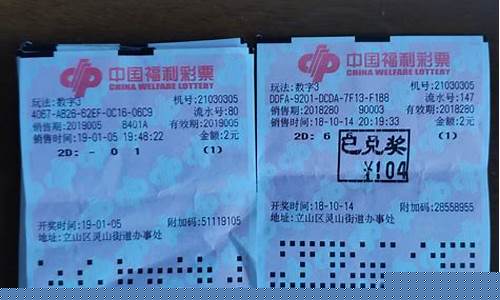 中国福利彩票
CHINA WELFARE LOTTERY
玩法:数字3 机号:21030305
4067-AB26-62EF-0C16-06C9 流水号:80
销售期:2019005 8401A 有效期:2019005
销售时间:19-01-05 19:48:22 金额:2元
2D: - 0 1 (1)
开奖时间:19-01-05 附加码:51119105
地址:立山区灵山街道办事处
中国福利彩票
CHINA WELFARE LOTTERY
玩法:数字3 机号:21030305
DDFA-9201-DCDA-7F13-F1B8 流水号:147
销售期:2018280 90003 有效期:2018280
销售时间:18-10-14 20:19:33 金额:2元
2D: 6 (1)
已兑奖
¥104
开奖时间:18-10-14 附加码:28558955
地址:立山区灵山街道办事处